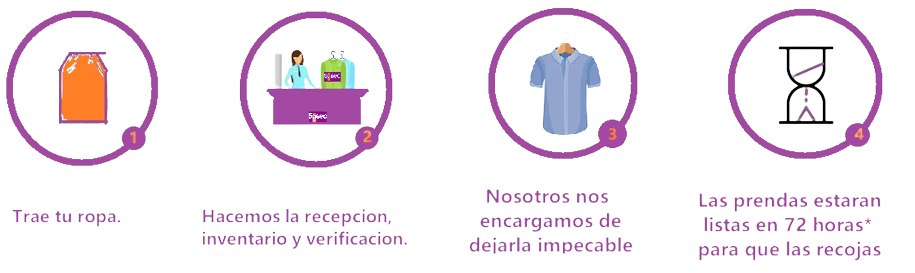 1
2
3
4
Trae tu ropa.
Hacemos la recepcion,
inventario y verificacion.
Nosotros nos
encargamos de
dejarla impecable
Las prendas estaran
listas en 72 horas*
para que las recojas